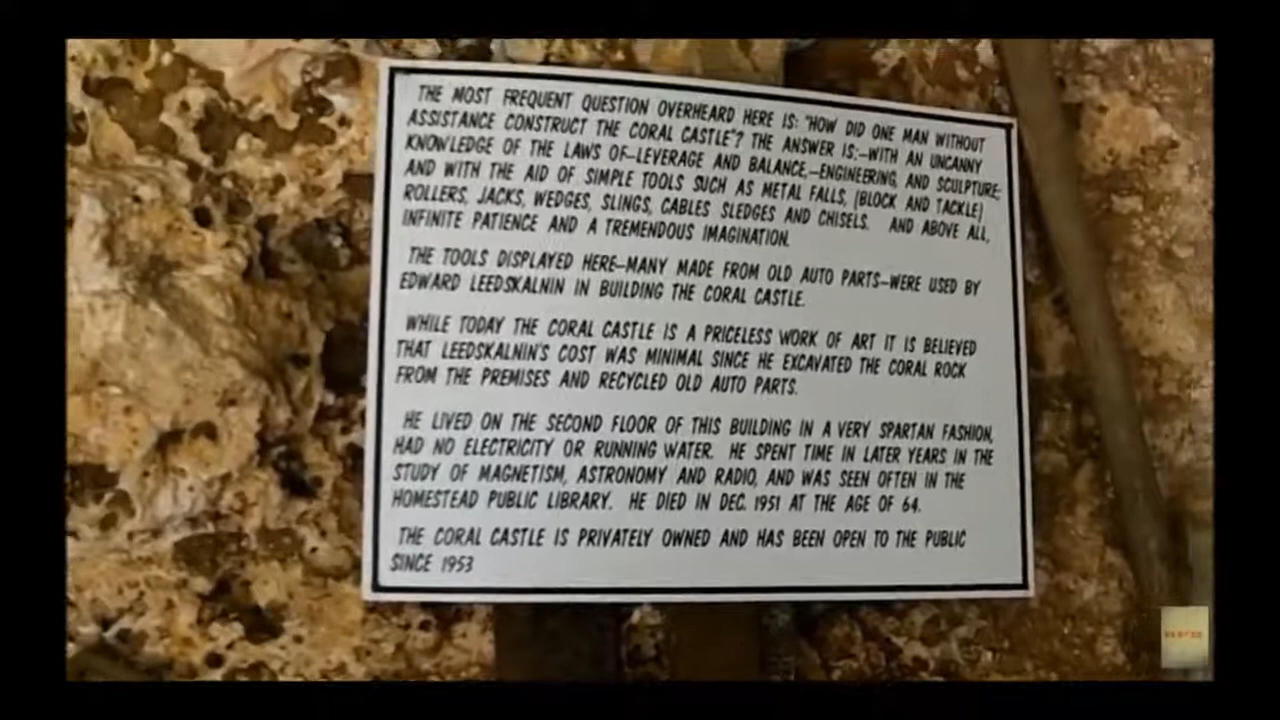 THE MOST FREQUENT QUESTION OVERHEARD HERE IS: "HOW DID ONE MAN WITHOUT
ASSISTANCE CONSTRUCT THE CORAL CASTLE"? THE ANSWER IS:-WITH AN UNCANNY
KNOWLEDGE OF THE LAWS OF-LEVERAGE AND BALANCE,-ENGINEERING, AND SCULPTURE;
AND WITH THE AID OF SIMPLE TOOLS SUCH AS METAL FALLS, (BLOCK AND TACKLE)
ROLLERS, JACKS, WEDGES, SLINGS, CABLES SLEDGES AND CHISELS. AND ABOVE ALL,
INFINITE PATIENCE AND A TREMENDOUS IMAGINATION.
THE TOOLS DISPLAYED HERE-MANY MADE FROM OLD AUTO PARTS-WERE USED BY
EDWARD LEEDSKALNIN IN BUILDING THE CORAL CASTLE.
WHILE TODAY THE CORAL CASTLE IS A PRICELESS WORK OF ART IT IS BELIEVED
THAT LEEDSKALNIN'S COST WAS MINIMAL SINCE HE EXCAVATED THE CORAL ROCK
FROM THE PREMISES AND RECYCLED OLD AUTO PARTS.
HE LIVED ON THE SECOND FLOOR OF THIS BUILDING IN A VERY SPARTAN FASHION,
HAD NO ELECTRICITY OR RUNNING WATER. HE SPENT TIME IN LATER YEARS IN THE
STUDY OF MAGNETISM, ASTRONOMY AND RADIO, AND WAS SEEN OFTEN IN THE
HOMESTEAD PUBLIC LIBRARY. HE DIED IN DEC. 1951 AT THE AGE OF 64.
THE CORAL CASTLE IS PRIVATELY OWNED AND HAS BEEN OPEN TO THE PUBLIC
SINCE 1953